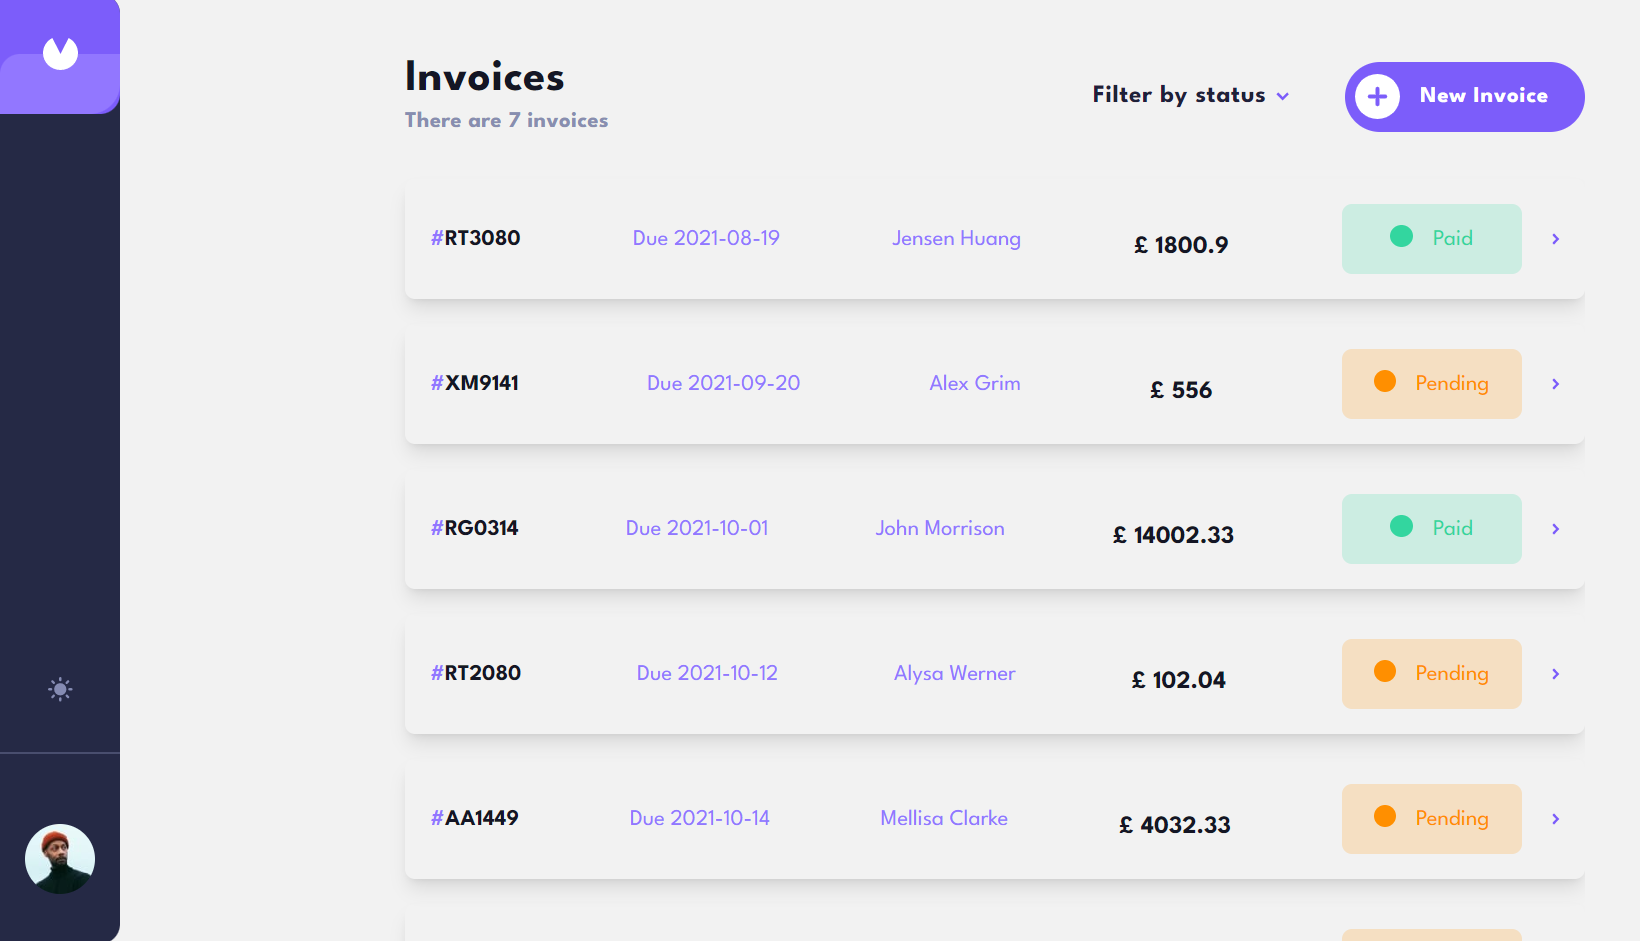 Invoices
There are 7 invoices
Filter by status
New Invoice
#RT3080 Due 2021-08-19 Jensen Huang £ 1800.9 Paid
#XM9141 Due 2021-09-20 Alex Grim £ 556 Pending
#RG0314 Due 2021-10-01 John Morrison £ 14002.33 Paid
#RT2080 Due 2021-10-12 Alysa Werner £ 102.04 Pending
#AA1449 Due 2021-10-14 Mellisa Clarke £ 4032.33 Pending